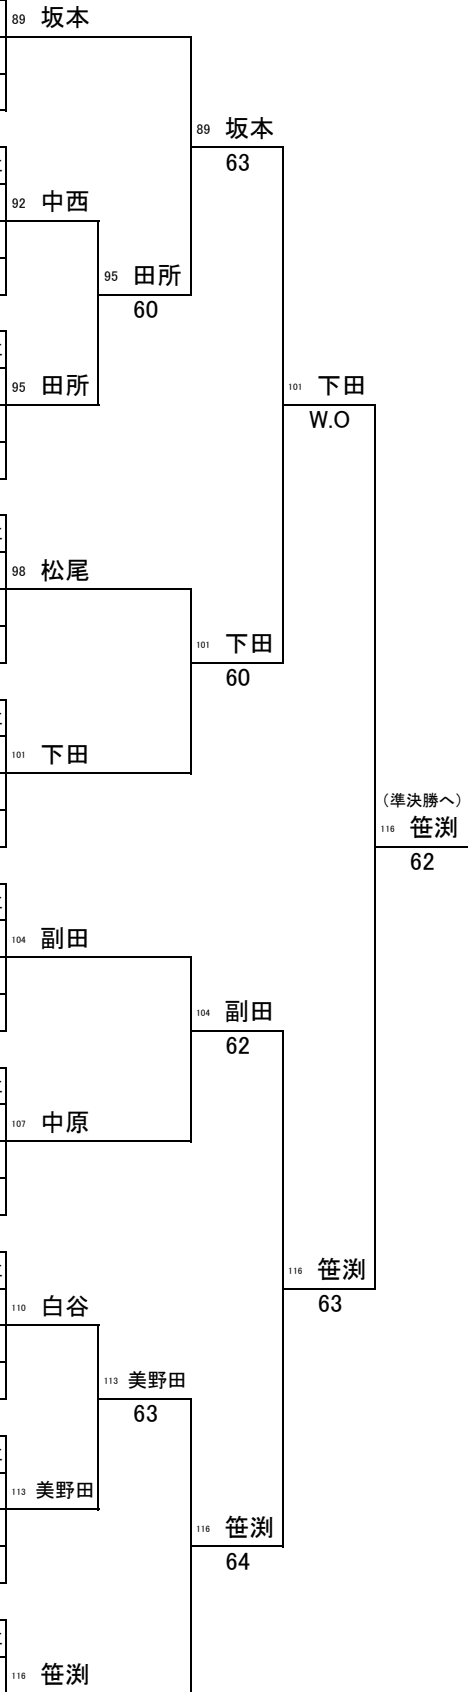 89 坂本
89 坂本
63
92 中西
95 田所
60
95 田所
101 下田
W.O
98 松尾
101 下田
60
101 下田
（準決勝へ）
116 笹渕
62
104 副田
104 副田
62
107 中原
116 笹渕
63
110 白谷
113 美野田
63
113 美野田
116 笹渕
64
116 笹渕